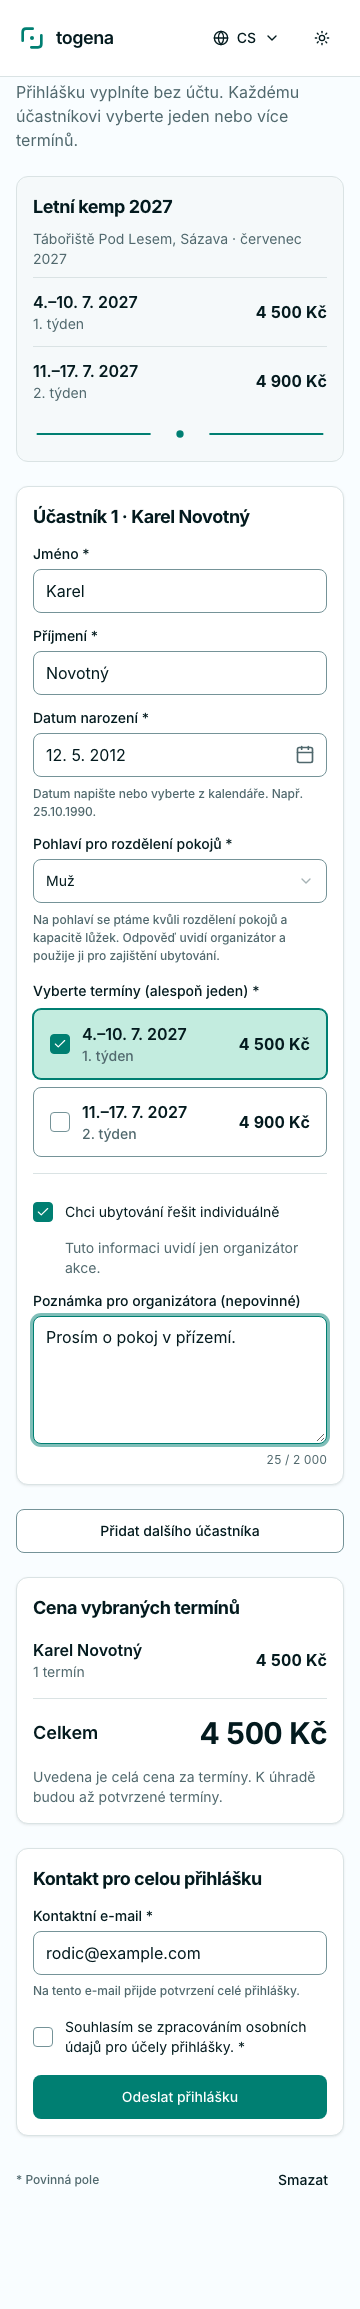 togena
CS
Přihlášku vyplníte bez účtu. Každému
účastníkovi vyberte jeden nebo více
termínů.
Letní kemp 2027
Tábořiště Pod Lesem, Sázava · červenec
2027
4.–10. 7. 2027
1. týden
4 500 Kč
11.–17. 7. 2027
2. týden
4 900 Kč
Účastník 1 · Karel Novotný
Jméno *
Karel
Příjmení *
Novotný
Datum narození *
12. 5. 2012
Datum napište nebo vyberte z kalendáře. Např.
25.10.1990.
Pohlaví pro rozdělení pokojů *
Muž
Na pohlaví se ptáme kvůli rozdělení pokojů a
kapacitě lůžek. Odpověď uvidí organizátor a
použije ji pro zajištění ubytování.
Vyberte termíny (alespoň jeden) *
4.–10. 7. 2027
1. týden
4 500 Kč
11.–17. 7. 2027
2. týden
4 900 Kč
Chci ubytování řešit individuálně
Tuto informaci uvidí jen organizátor
akce.
Poznámka pro organizátora (nepovinné)
Prosím o pokoj v přízemí.
25 / 2 000
Přidat dalšího účastníka
Cena vybraných termínů
Karel Novotný
1 termín
4 500 Kč
Celkem
4 500 Kč
Uvedena je celá cena za termíny. K úhradě
budou až potvrzené termíny.
Kontakt pro celou přihlášku
Kontaktní e-mail *
rodic@example.com
Na tento e-mail přijde potvrzení celé přihlášky.
Souhlasím se zpracováním osobních
údajů pro účely přihlášky. *
Odeslat přihlášku
* Povinná pole
Smazat